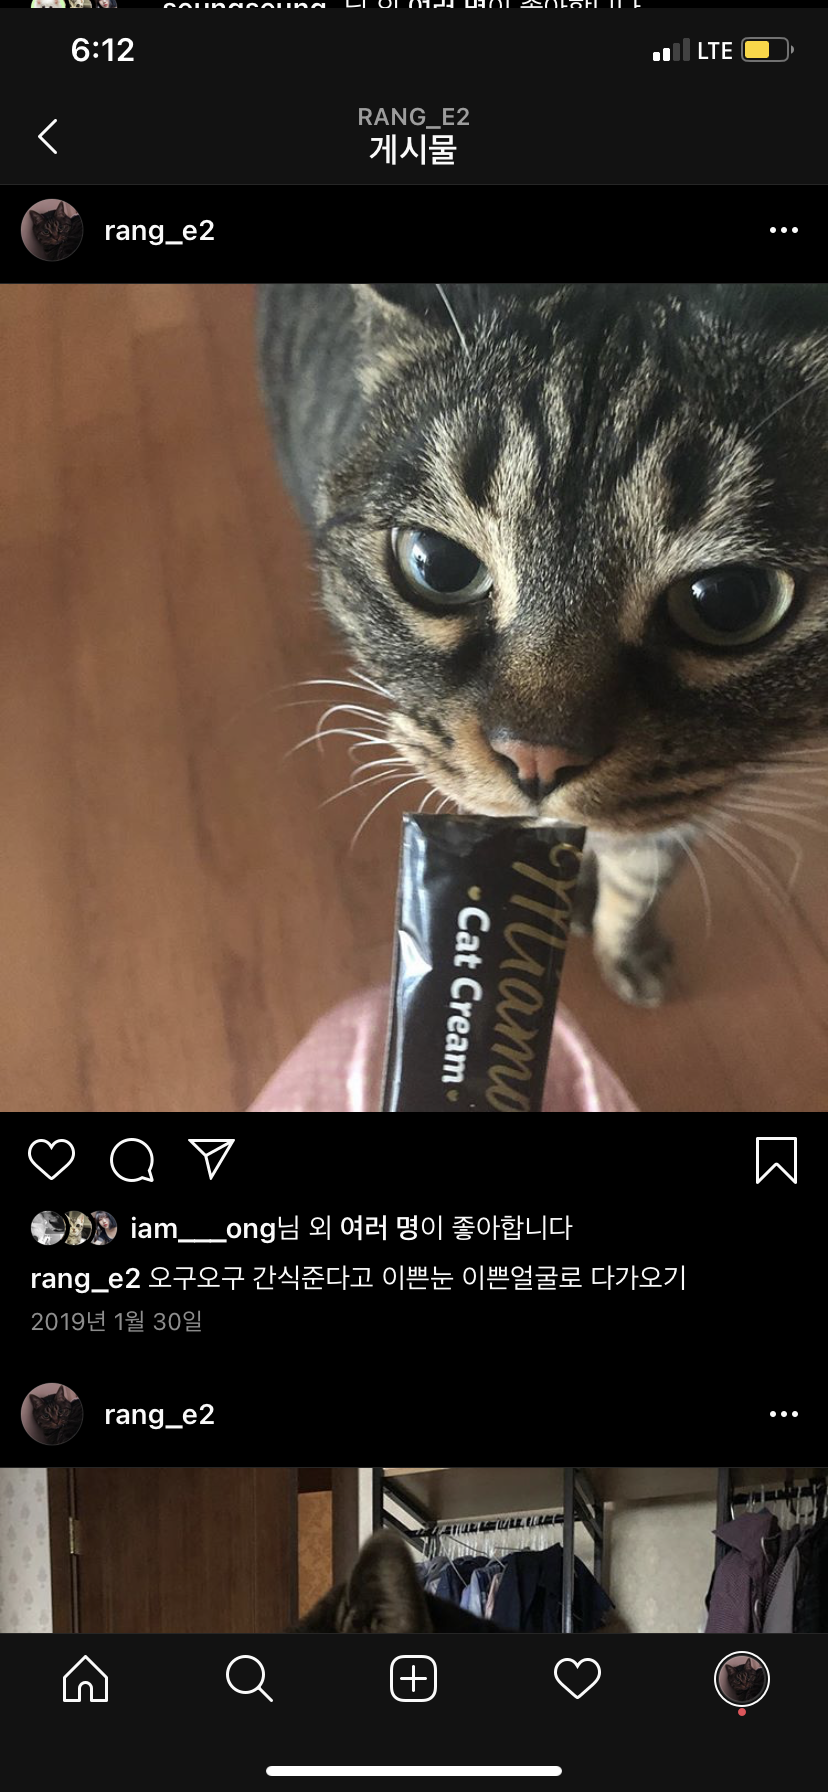 6:12
LTE
RANG_E2
게시물
rang_e2
Cat Cream
iam___ong님 외 여러 명이 좋아합니다
rang_e2 오구오구 간식준다고 이쁜눈 이쁜얼굴로 다가오기
2019년 1월 30일
rang_e2